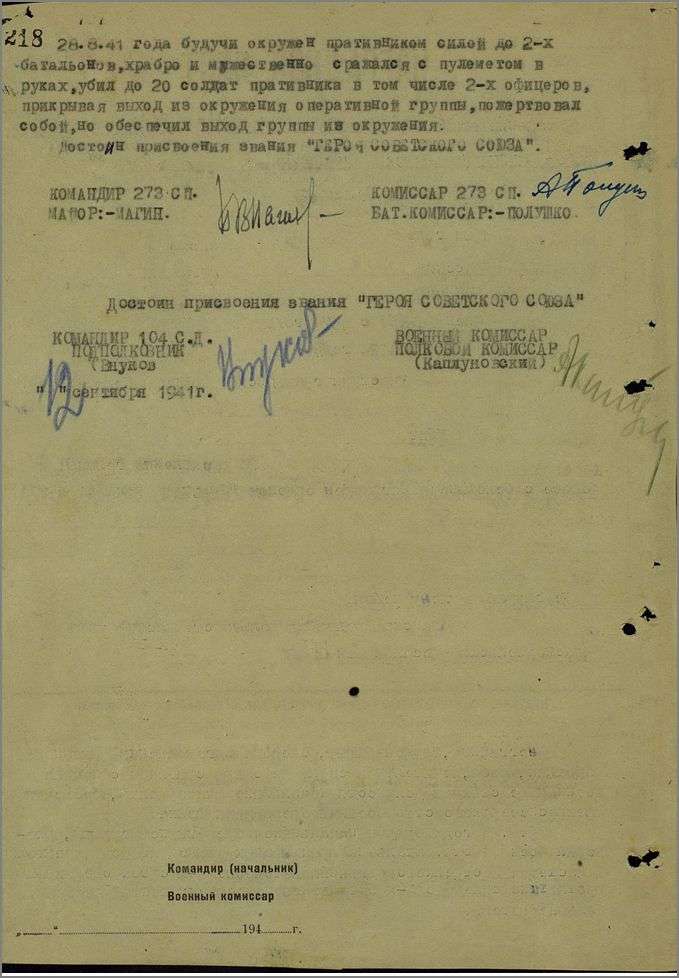 218
28.8.41 года будучи окружен пративником силой до 2-х
батальонов,храбро и мужественно сражался с пулеметом в
руках,убил до 20 солдат пративника в том числе 2-х офицеров,
прикрывая выход из окружения оперативной группы,пожертвовал
собой,но обеспечил выход группы из окружения.
Достоин присвоения звания "ГЕРОЯ СОВЕТСКОГО СОЮЗА".
КОМАНДИР 273 СП. КОМИССАР 273 СП.
МАЙОР:-МАГИН. БАТ.КОМИССАР:-ПОЛУШКО.
Достоин присвоения звания "ГЕРОЯ СОВЕТСКОГО СОЮЗА"
КОМАНДИР 104 С.Д. ВОЕННЫЙ КОМИССАР
ПОДПОЛКОВНИК ПОЛКОВОЙ КОМИССАР
(Внуков (Каплуновский)
"12" сентября 1941г.
Командир (начальник)
Военный комиссар
„ “ 194 г.